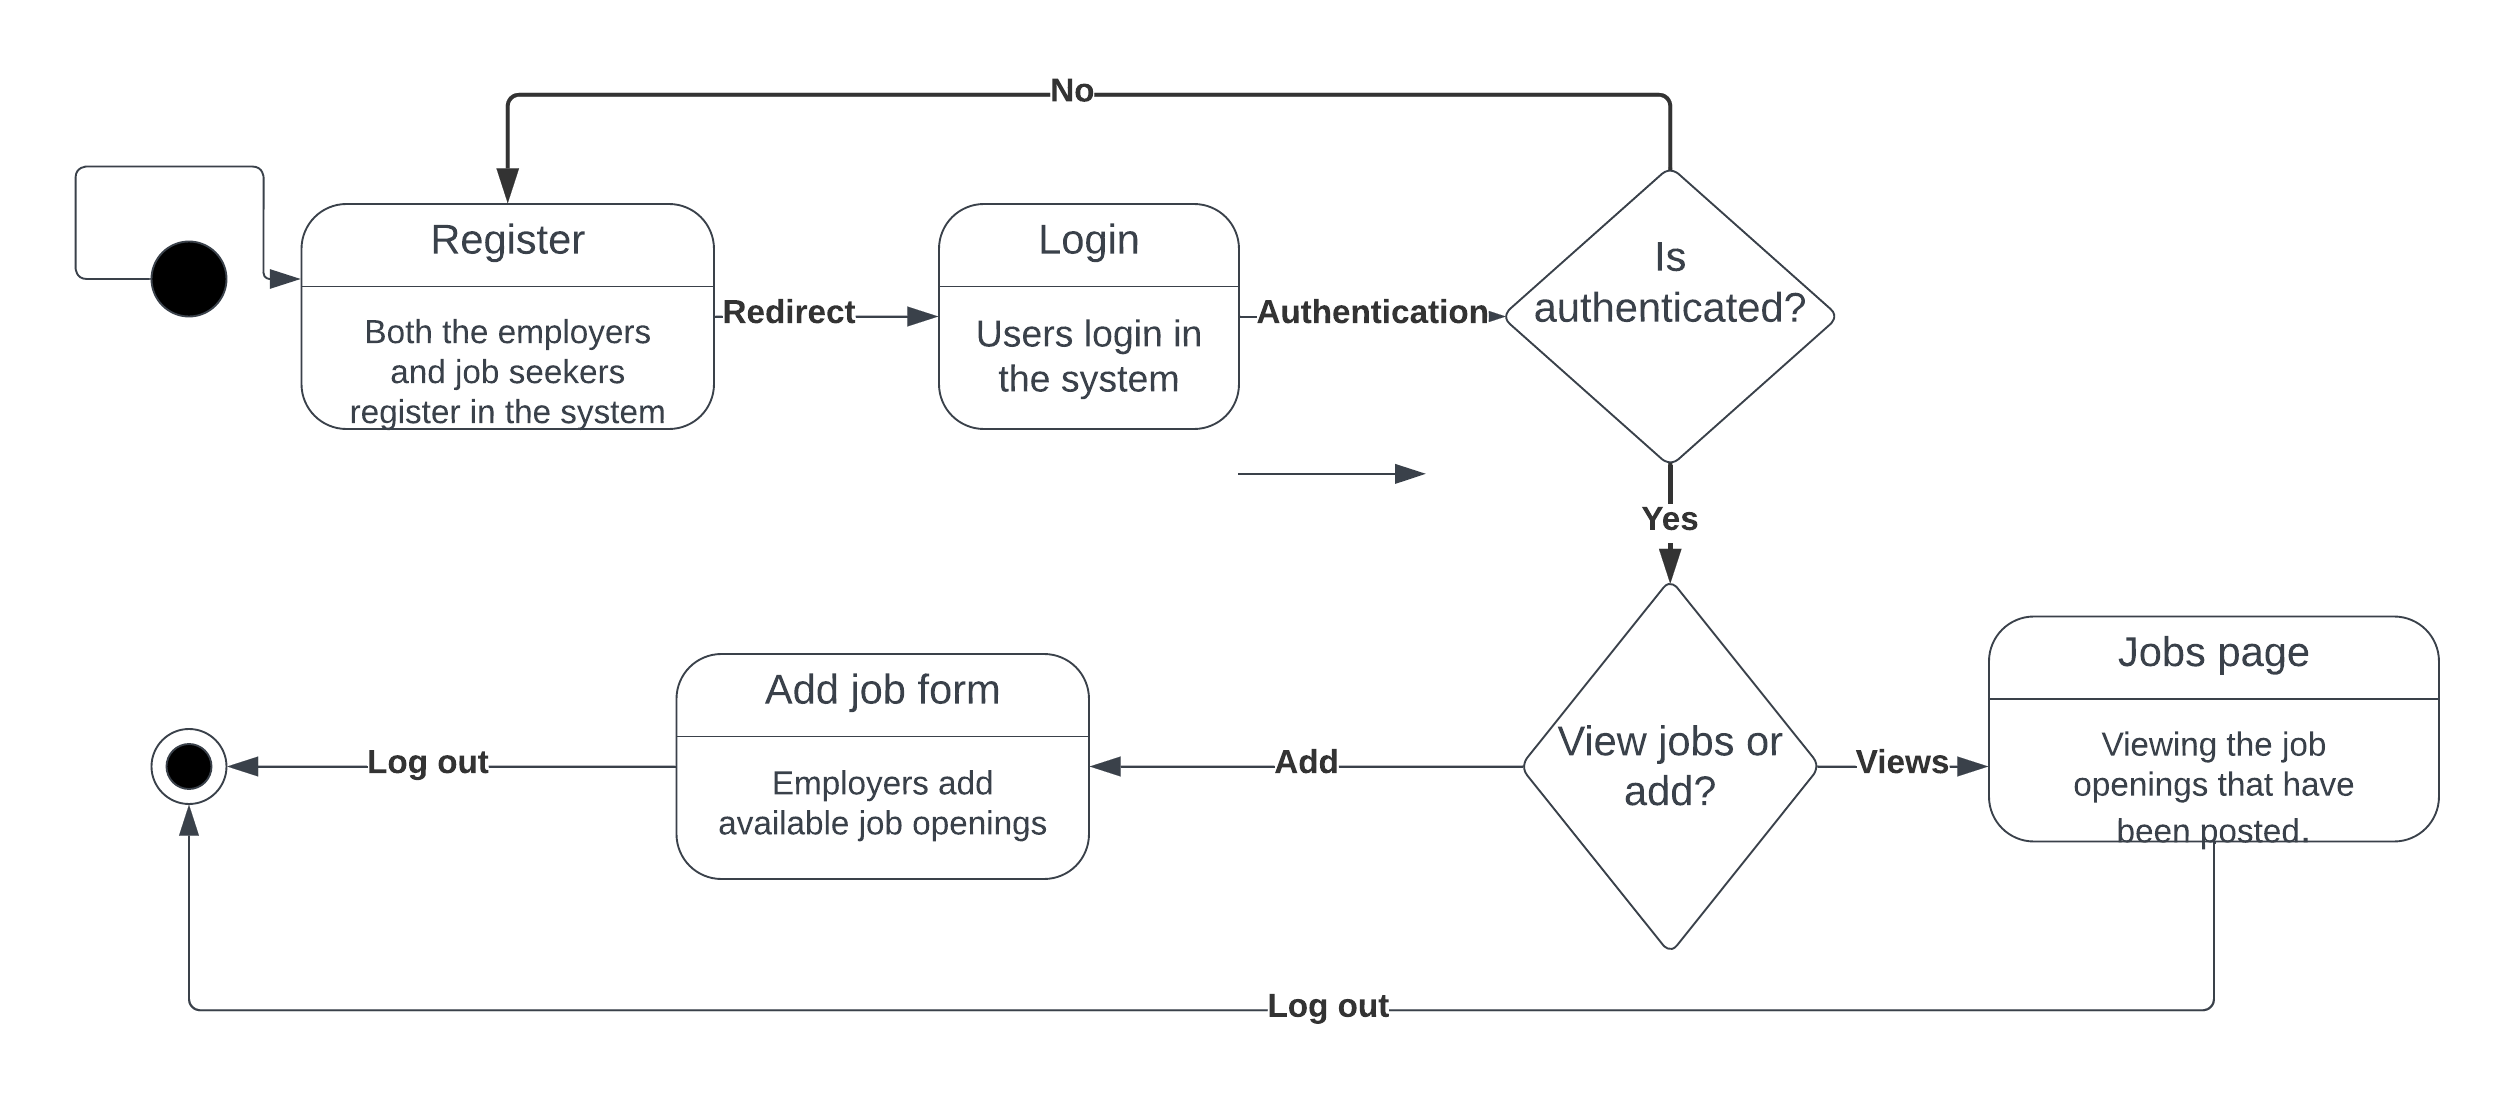 No
Register
Both the employers
and job seekers
register in the system
Redirect
Login
Users login in
the system
Authentication
Is
authenticated?
Yes
View jobs or
add?
Views
Jobs page
Viewing the job
openings that have
been posted.
Add
Add job form
Employers add
available job openings
Log out
Log out